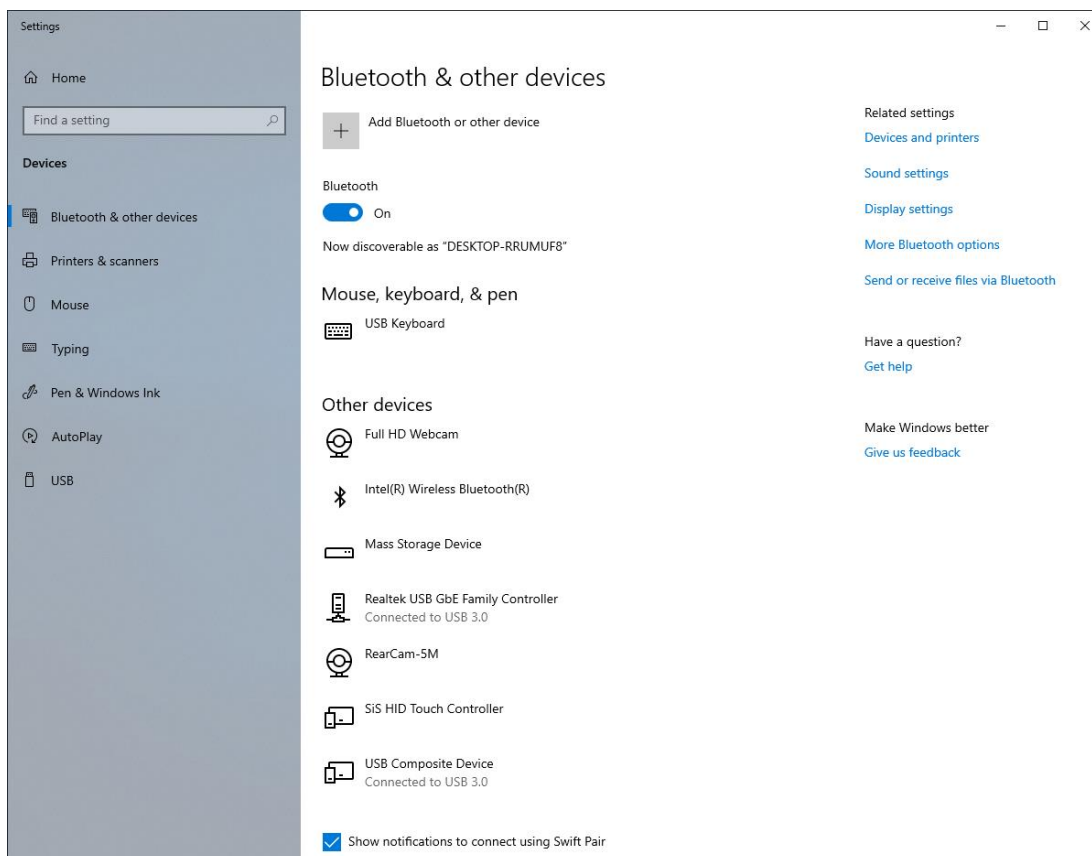 Settings
Home
Find a setting
Devices
Bluetooth & other devices
Printers & scanners
Mouse
Typing
Pen & Windows Ink
AutoPlay
USB
Bluetooth & other devices
Add Bluetooth or other device
Bluetooth
On
Now discoverable as “DESKTOP-RRUMUF8”
Mouse, keyboard, & pen
USB Keyboard
Other devices
Full HD Webcam
Intel(R) Wireless Bluetooth(R)
Mass Storage Device
Realtek USB GbE Family Controller
Connected to USB 3.0
RearCam-5M
SiS HID Touch Controller
USB Composite Device
Connected to USB 3.0
Show notifications to connect using Swift Pair
Related settings
Devices and printers
Sound settings
Display settings
More Bluetooth options
Send or receive files via Bluetooth
Have a question?
Get help
Make Windows better
Give us feedback